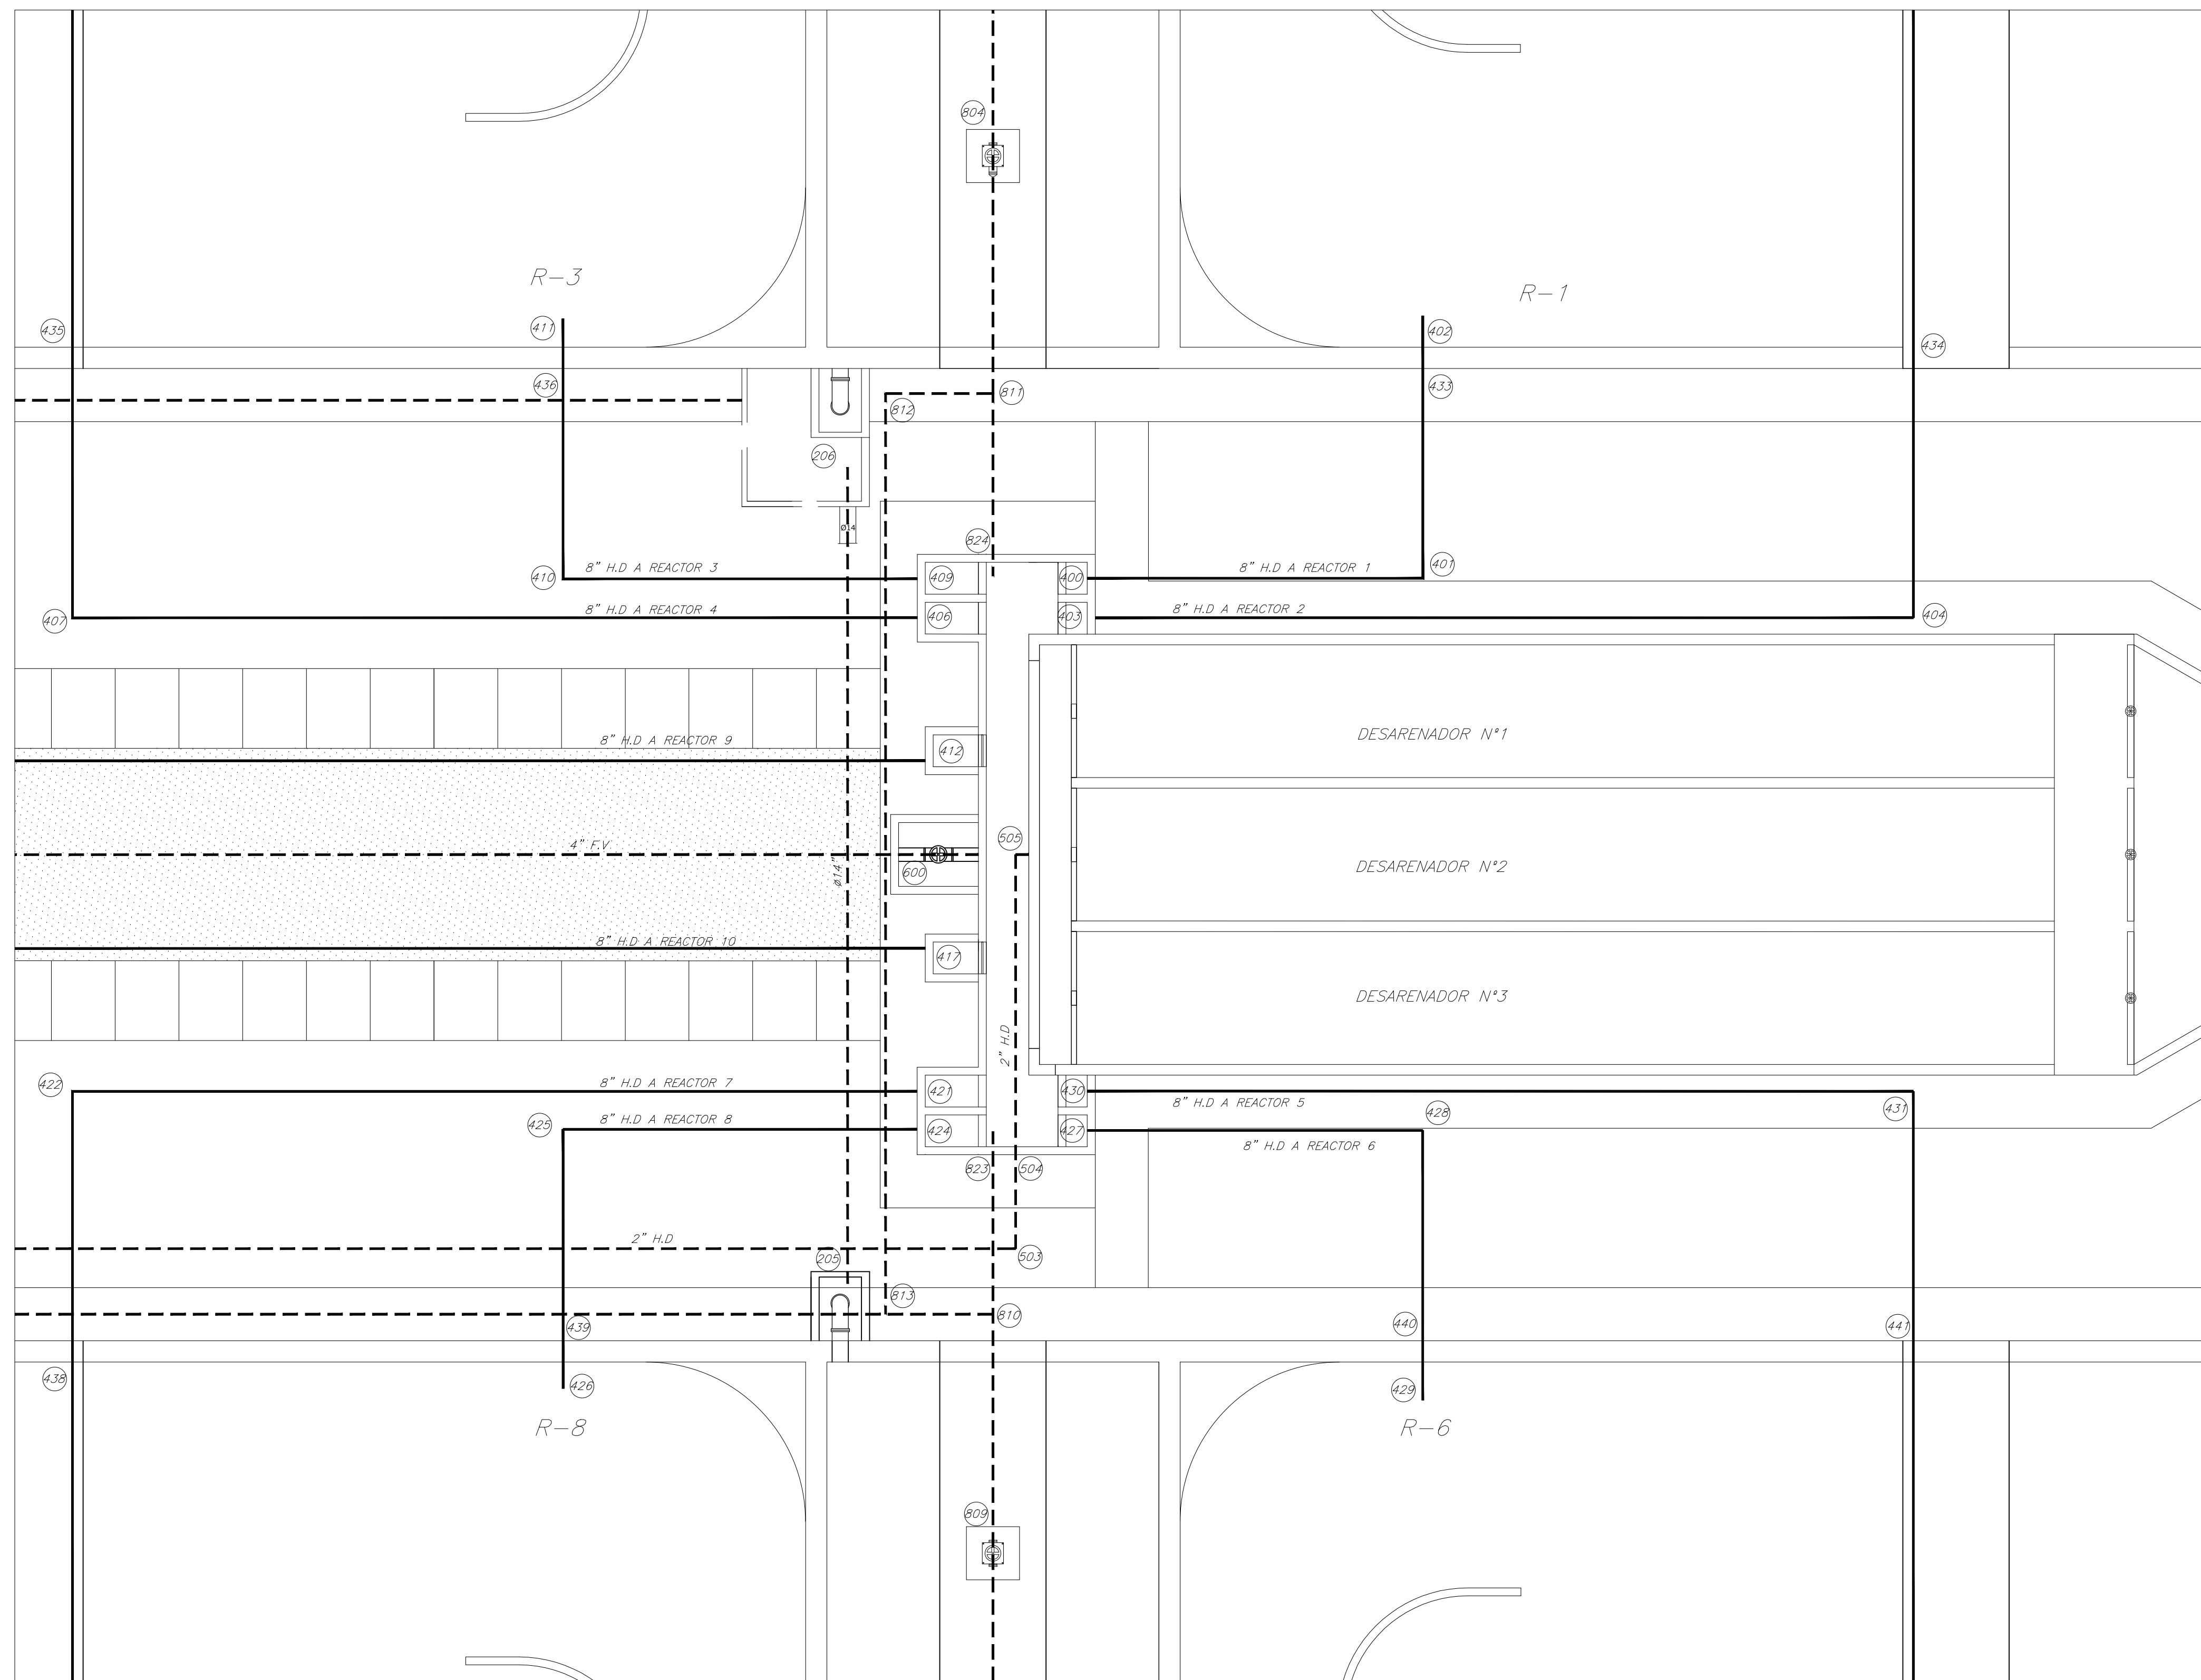 804
R-3
R-1
435
411
402
434
436
433
811
812
206
Ø14
824
401
8" H.D A REACTOR 3
8" H.D A REACTOR 1
410
409
400
8" H.D A REACTOR 4
8" H.D A REACTOR 2
407
406
403
404
8" H.D A REACTOR 9
412
DESARENADOR Nº1
505
4" F.V
600
Ø14"
DESARENADOR Nº2
8" H.D A REACTOR 10
417
DESARENADOR Nº3
2" H.D
422
8" H.D A REACTOR 7
421
430
8" H.D A REACTOR 5
431
428
425
8" H.D A REACTOR 8
424
427
8" H.D A REACTOR 6
823
504
2" H.D
205
503
813
810
439
440
441
438
426
429
R-8
R-6
809